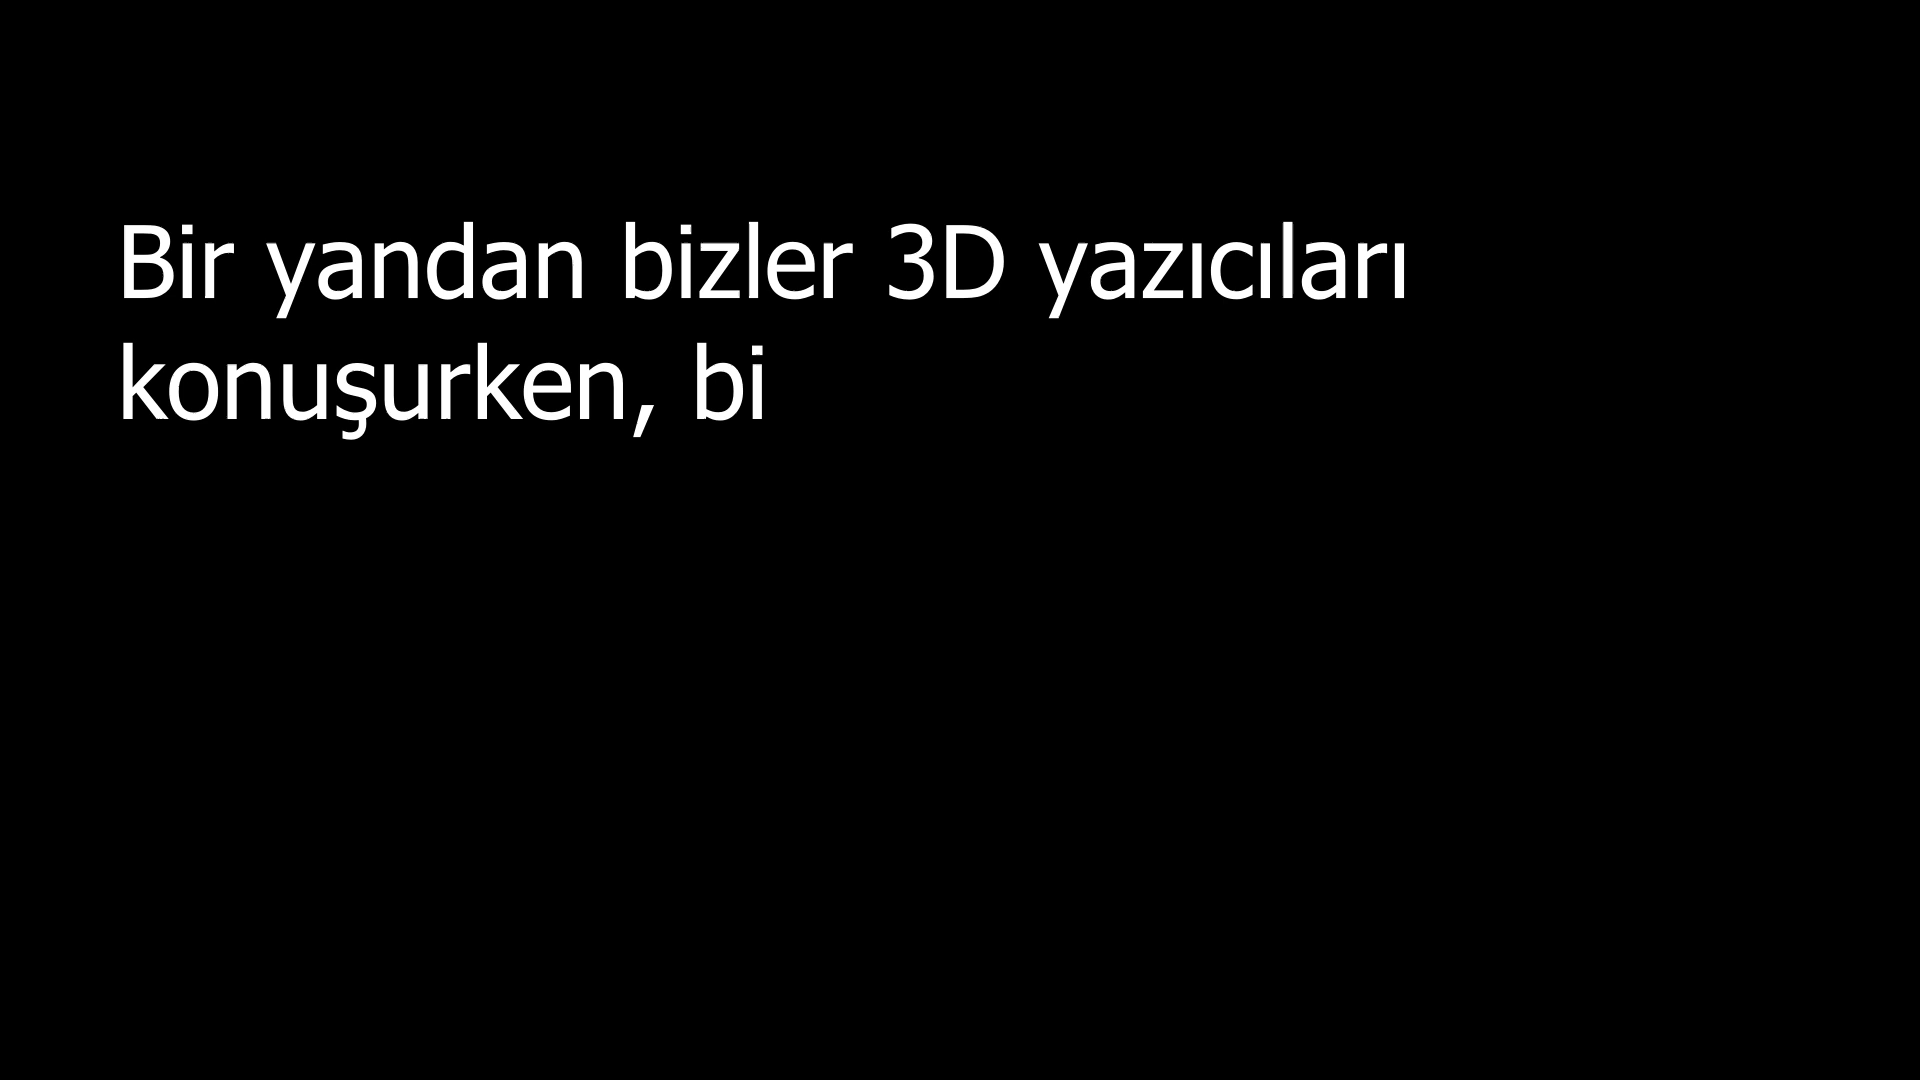 Bir yandan bizler 3D yazıcıları
konuşurken, bi